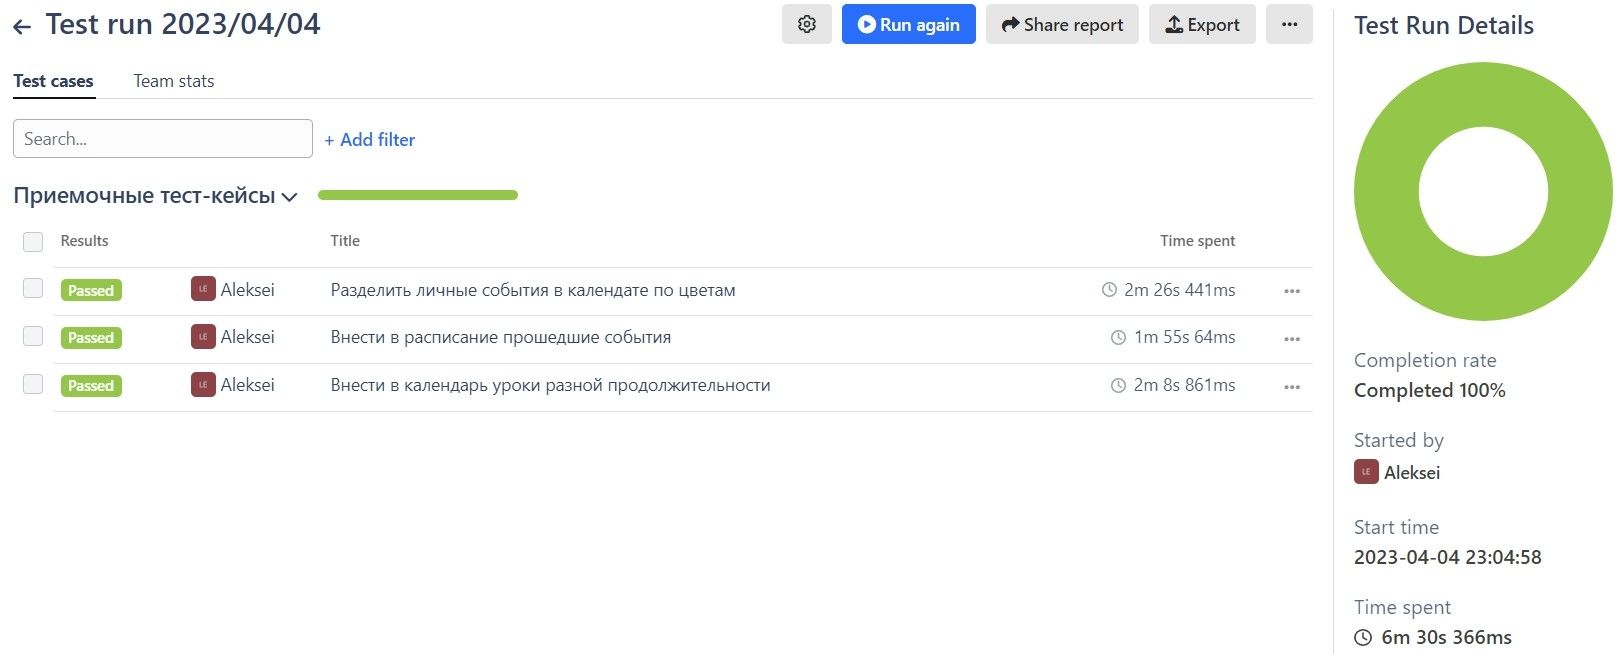 Test run 2023/04/04
Run again
Share report
Export
Test cases
Team stats
Search...
+ Add filter
Приемочные тест-кейсы
Results Title Time spent
Passed LE Aleksei Разделить личные события в календате по цветам 2m 26s 441ms
Passed LE Aleksei Внести в расписание прошедшие события 1m 55s 64ms
Passed LE Aleksei Внести в календарь уроки разной продолжительности 2m 8s 861ms
Test Run Details
Completion rate
Completed 100%
Started by
LE Aleksei
Start time
2023-04-04 23:04:58
Time spent
6m 30s 366ms